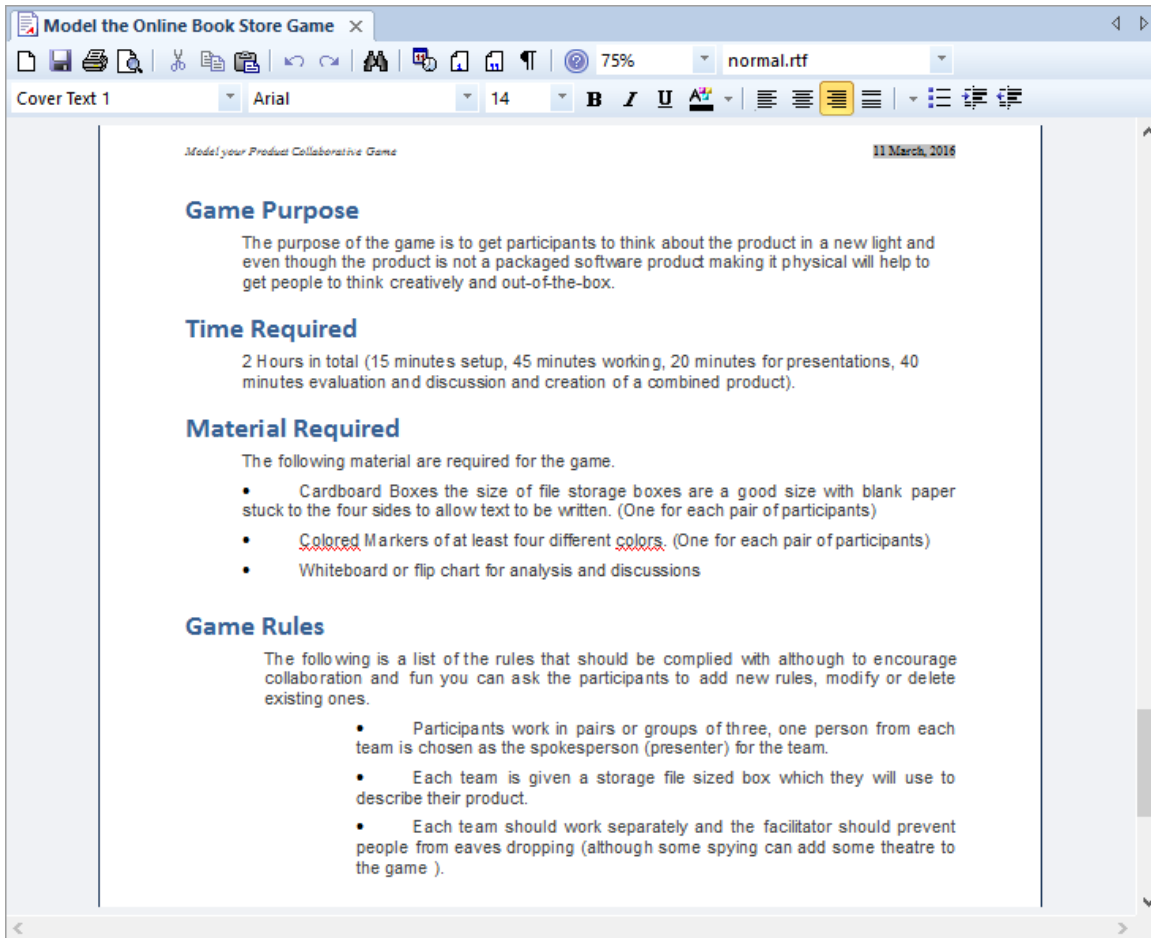 Model the Online Book Store Game
75%
normal.rtf
Cover Text 1
Arial
14
B I U A
Model your Product Collaborative Game 11 March, 2016
Game Purpose
The purpose of the game is to get participants to think about the product in a new light and
even though the product is not a packaged software product making it physical will help to
get people to think creatively and out-of-the-box.
Time Required
2 Hours in total (15 minutes setup, 45 minutes working, 20 minutes for presentations, 40
minutes evaluation and discussion and creation of a combined product).
Material Required
The following material are required for the game.
• Cardboard Boxes the size of file storage boxes are a good size with blank paper
stuck to the four sides to allow text to be written. (One for each pair of participants)
• Colored Markers of at least four different colors. (One for each pair of participants)
• Whiteboard or flip chart for analysis and discussions
Game Rules
The following is a list of the rules that should be complied with although to encourage
collaboration and fun you can ask the participants to add new rules, modify or delete
existing ones.
• Participants work in pairs or groups of three, one person from each
team is chosen as the spokesperson (presenter) for the team.
• Each team is given a storage file sized box which they will use to
describe their product.
• Each team should work separately and the facilitator should prevent
people from eaves dropping (although some spying can add some theatre to
the game ).